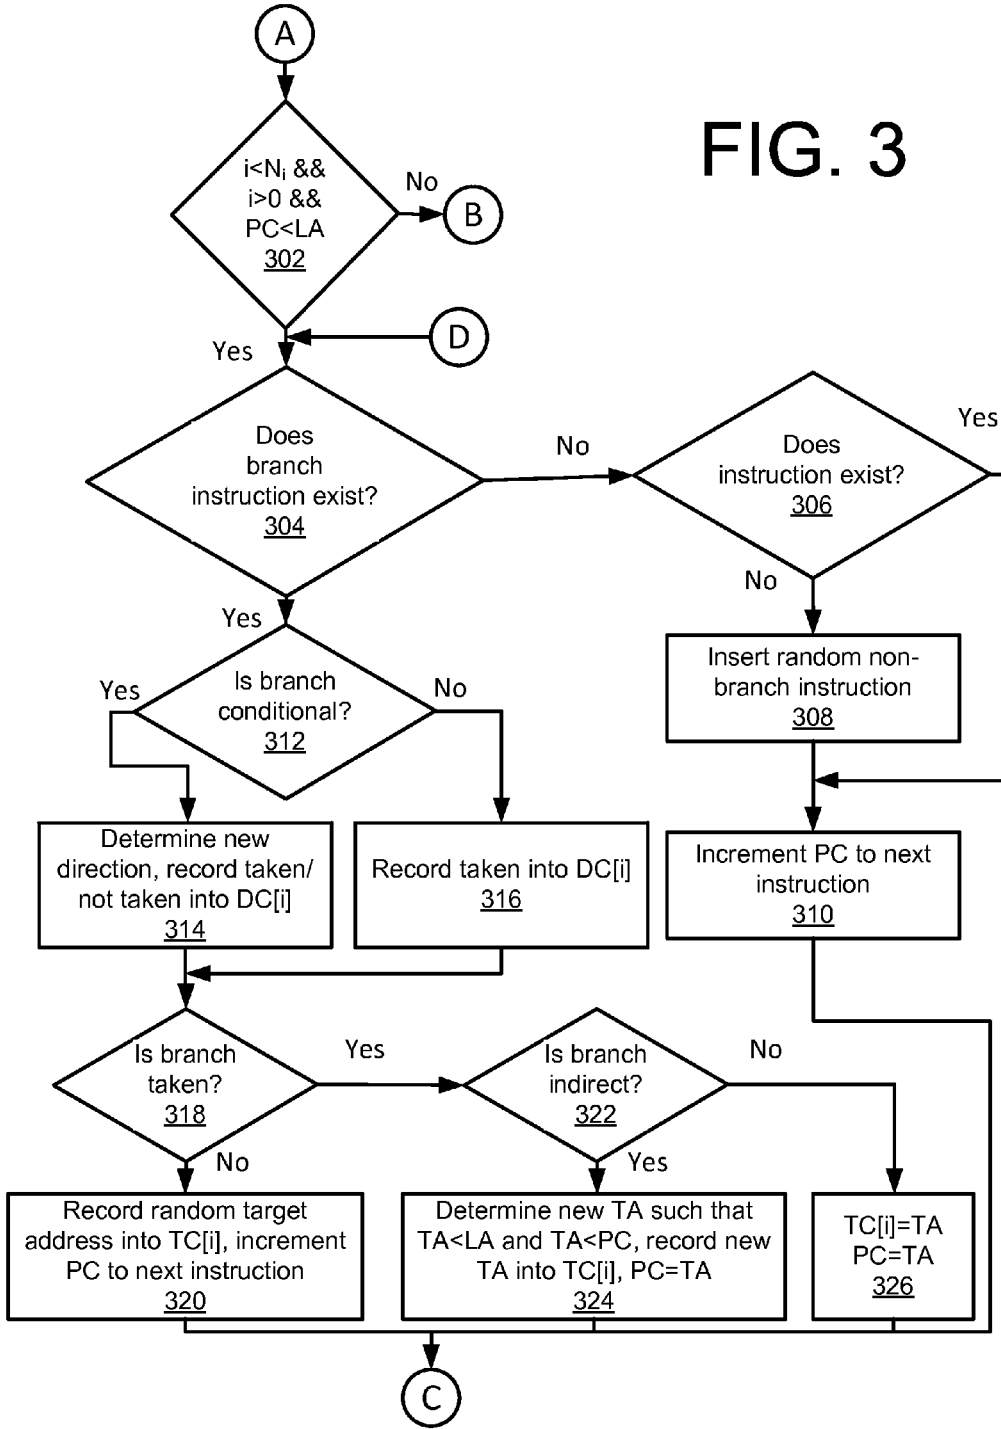 A
FIG. 3
i<Ni &&
i>0 &&
PC<LA
302
No
B
D
Yes
Does
branch
instruction exist?
304
No
Does
instruction exist?
306
Yes
No
Yes
Is branch
conditional?
312
Yes
No
Insert random non-
branch instruction
308
Determine new
direction, record taken/
not taken into DC[i]
314
Record taken into DC[i]
316
Increment PC to next
instruction
310
Is branch
taken?
318
Yes
Is branch
indirect?
322
No
No
Yes
Record random target
address into TC[i], increment
PC to next instruction
320
Determine new TA such that
TA<LA and TA<PC, record new
TA into TC[i], PC=TA
324
TC[i]=TA
PC=TA
326
C